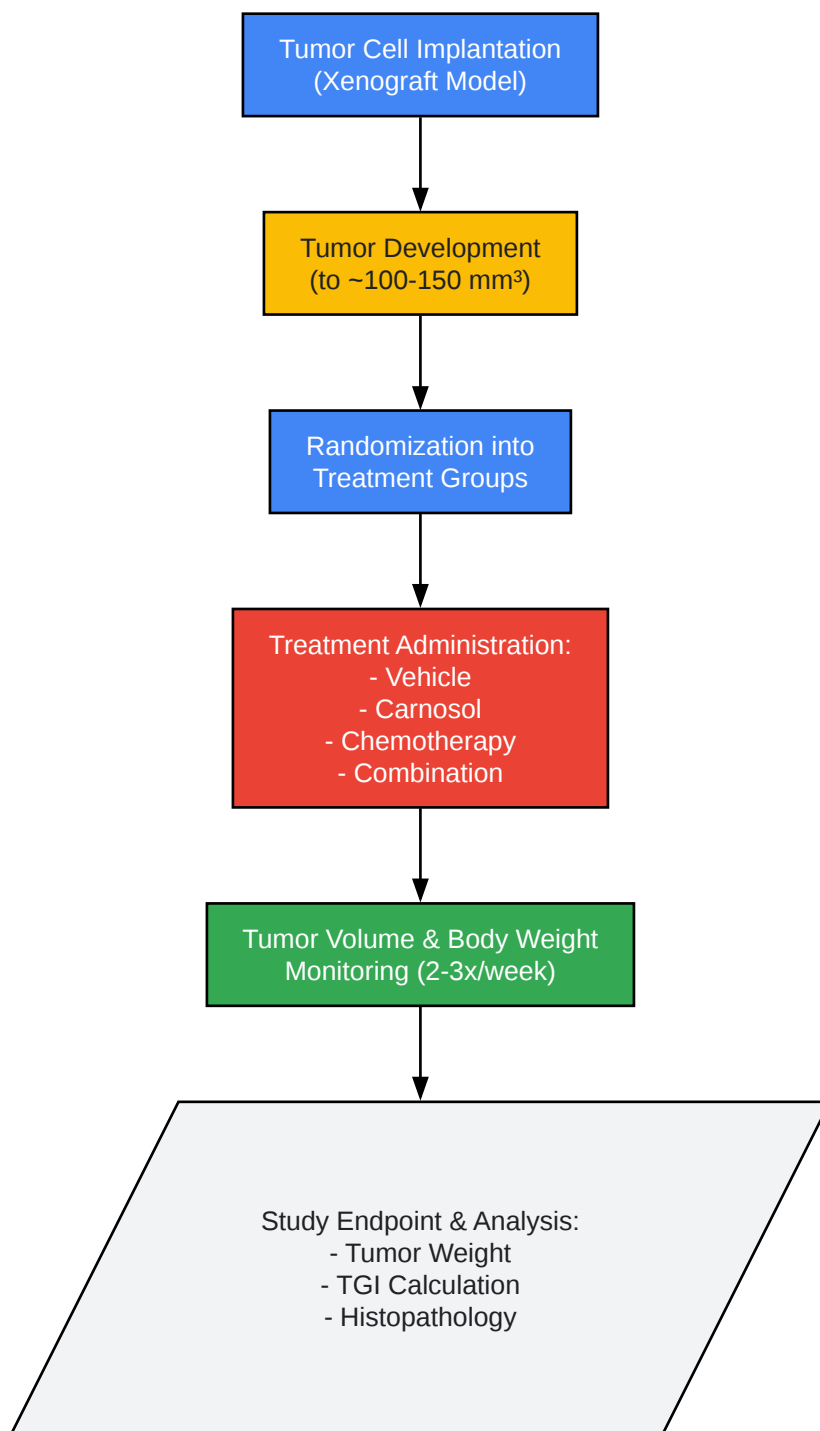 Tumor Cell Implantation
(Xenograft Model)
Tumor Development
(to ~100-150 mm³)
Randomization into
Treatment Groups
Treatment Administration:
- Vehicle
- Carnosol
- Chemotherapy
- Combination
Tumor Volume & Body Weight
Monitoring (2-3x/week)
Study Endpoint & Analysis:
- Tumor Weight
- TGI Calculation
- Histopathology